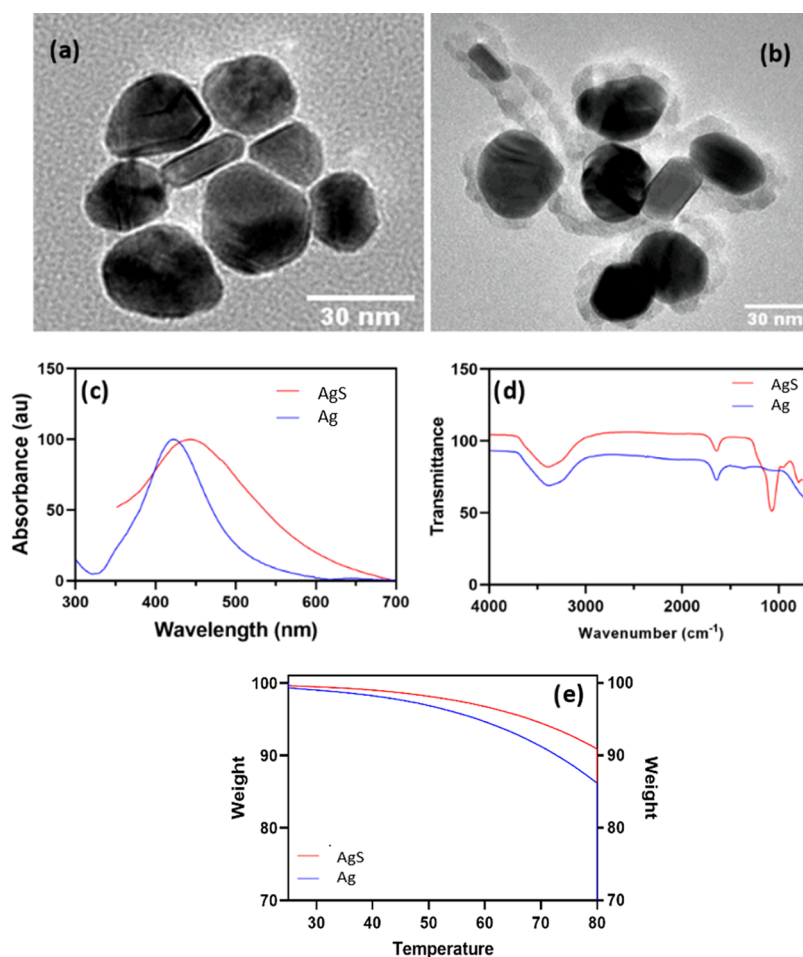 (a)
30 nm
(b)
30 nm
(c)
150
100
50
0
Absorbance (au)
AgS
Ag
300 400 500 600 700
Wavelength (nm)
(d)
150
100
50
0
Transmittance
AgS
Ag
4000 3000 2000 1000
Wavenumber (cm⁻¹)
(e)
100
90
80
70
Weight
AgS
Ag
100
90
80
70
Weight
30 40 50 60 70 80
Temperature